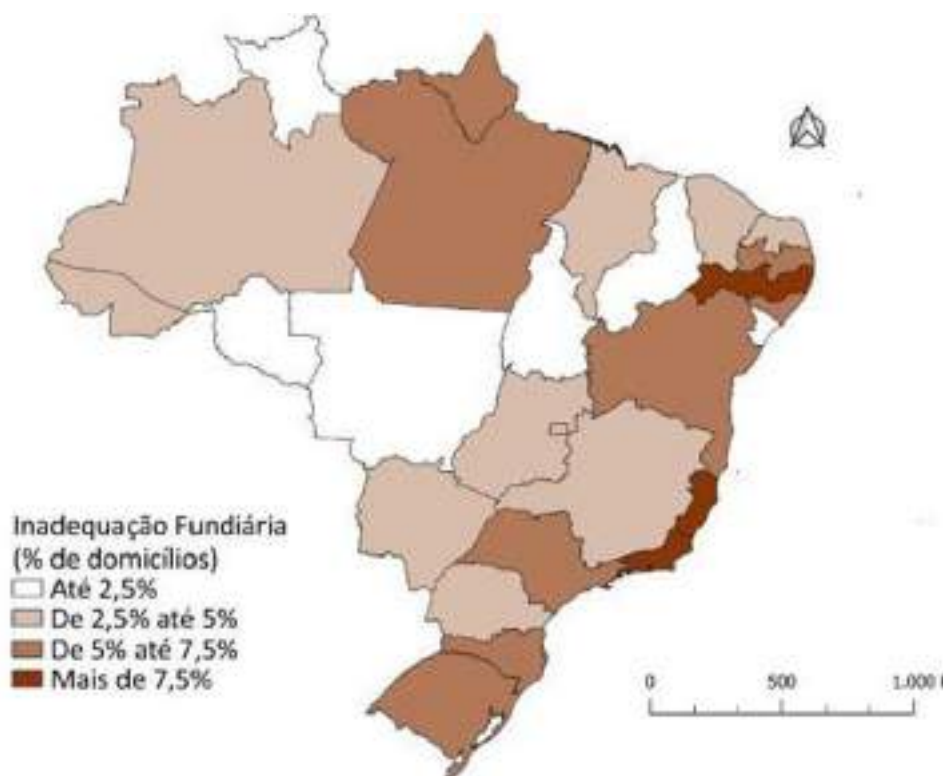 Inadequação Fundiária
(% de domicílios)
Até 2,5%
De 2,5% até 5%
De 5% até 7,5%
Mais de 7,5%
0 500 1.000